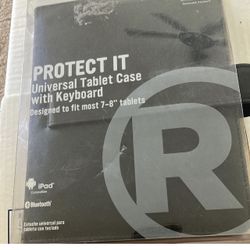 PROTECT IT
Universal Tablet Case
with Keyboard
Designed to fit most 7-8" tablets
R
iPad
Bluetooth
Estuche universal para
tabletas con teclado